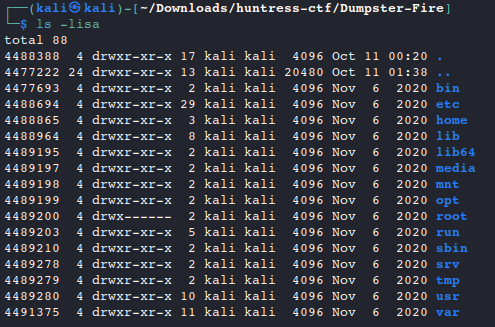 ┌──(kali㉿kali)-[~/Downloads/huntress-ctf/Dumpster-Fire]
└─$ ls -lisa
total 88
4488388  4 drwxr-xr-x 17 kali kali  4096 Oct 11 00:20 .
4477222 24 drwxr-xr-x 13 kali kali 20480 Oct 11 01:38 ..
4477693  4 drwxr-xr-x  2 kali kali  4096 Nov  6  2020 bin
4488694  4 drwxr-xr-x 29 kali kali  4096 Nov  6  2020 etc
4488865  4 drwxr-xr-x  3 kali kali  4096 Nov  6  2020 home
4488964  4 drwxr-xr-x  8 kali kali  4096 Nov  6  2020 lib
4489195  4 drwxr-xr-x  2 kali kali  4096 Nov  6  2020 lib64
4489197  4 drwxr-xr-x  2 kali kali  4096 Nov  6  2020 media
4489198  4 drwxr-xr-x  2 kali kali  4096 Nov  6  2020 mnt
4489199  4 drwxr-xr-x  2 kali kali  4096 Nov  6  2020 opt
4489200  4 drwx------  2 kali kali  4096 Nov  6  2020 root
4489203  4 drwxr-xr-x  5 kali kali  4096 Nov  6  2020 run
4489210  4 drwxr-xr-x  2 kali kali  4096 Nov  6  2020 sbin
4489278  4 drwxr-xr-x  2 kali kali  4096 Nov  6  2020 srv
4489279  4 drwxr-xr-x  2 kali kali  4096 Nov  6  2020 tmp
4489280  4 drwxr-xr-x 10 kali kali  4096 Nov  6  2020 usr
4491375  4 drwxr-xr-x 11 kali kali  4096 Nov  6  2020 var